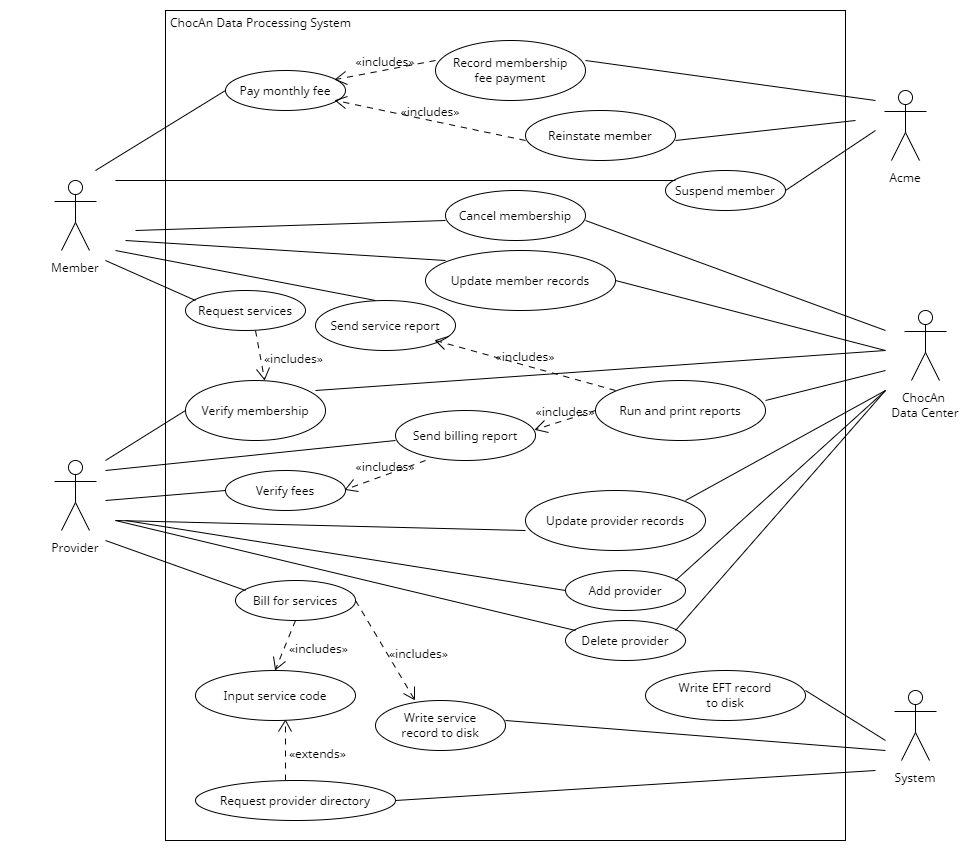 ChocAn Data Processing System
«includes»
Record membership
fee payment
Pay monthly fee
«includes»
Reinstate member
Acme
Suspend member
Member
Cancel membership
Update member records
Request services
Send service report
«includes»
«includes»
ChocAn
Data Center
Verify membership
«includes»
Run and print reports
Send billing report
«includes»
Verify fees
Update provider records
Provider
Add provider
Bill for services
Delete provider
«includes»
«includes»
Input service code
Write EFT record
to disk
Write service
record to disk
«extends»
System
Request provider directory